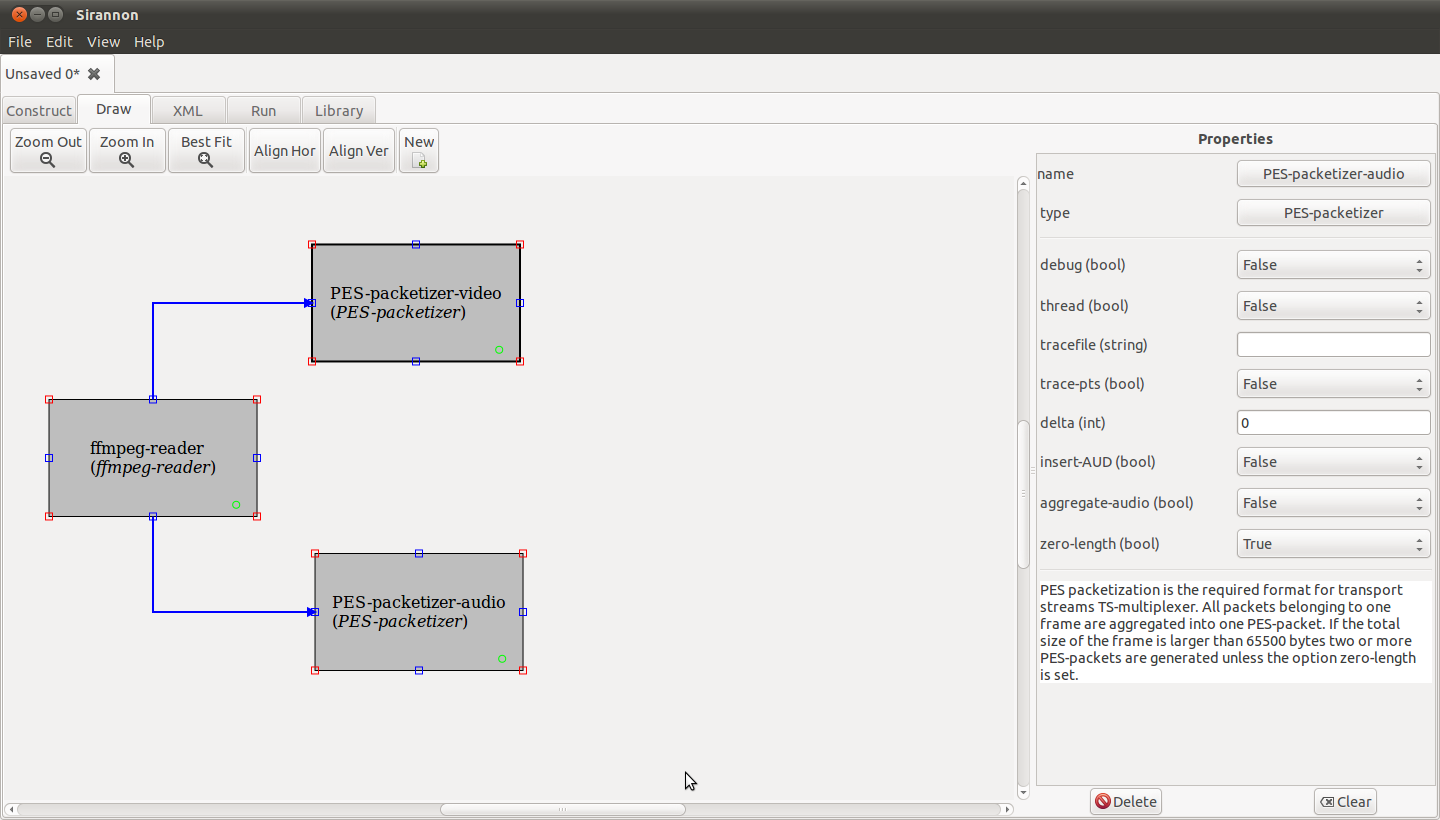 Sirannon
File Edit View Help
Unsaved 0*
Construct Draw XML Run Library
Zoom Out Zoom In Best Fit Align Hor Align Ver New
PES-packetizer-video
(PES-packetizer)
ffmpeg-reader
(ffmpeg-reader)
PES-packetizer-audio
(PES-packetizer)
Properties
name PES-packetizer-audio
type PES-packetizer
debug (bool) False
thread (bool) False
tracefile (string)
trace-pts (bool) False
delta (int) 0
insert-AUD (bool) False
aggregate-audio (bool) False
zero-length (bool) True
PES packetization is the required format for transport
streams TS-multiplexer. All packets belonging to one
frame are aggregated into one PES-packet. If the total
size of the frame is larger than 65500 bytes two or more
PES-packets are generated unless the option zero-length
is set.
Delete Clear